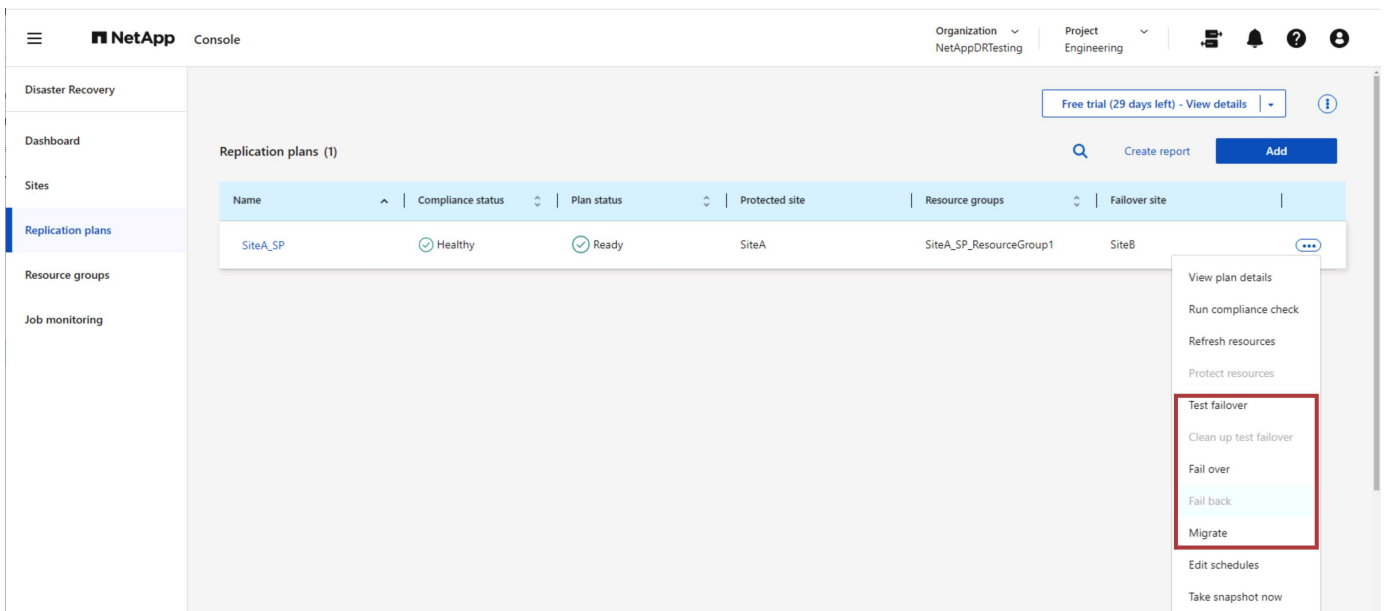 NetApp Console
Organization
NetAppDRTesting
Project
Engineering
Disaster Recovery
Dashboard
Sites
Replication plans
Resource groups
Job monitoring
Free trial (29 days left) - View details
Replication plans (1)
Create report
Add
Name Compliance status Plan status Protected site Resource groups Failover site
SiteA_SP Healthy Ready SiteA SiteA_SP_ResourceGroup1 SiteB
View plan details
Run compliance check
Refresh resources
Protect resources
Test failover
Clean up test failover
Fail over
Fail back
Migrate
Edit schedules
Take snapshot now